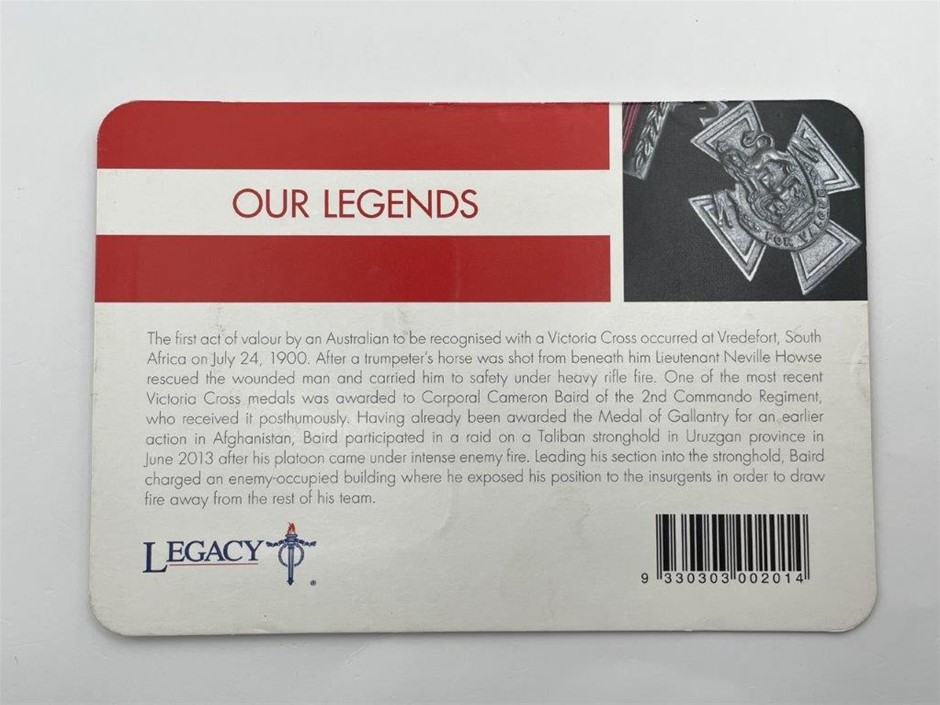 OUR LEGENDS
FOR VALOUR
The first act of valour by an Australian to be recognised with a Victoria Cross occurred at Vredefort, South
Africa on July 24, 1900. After a trumpeter's horse was shot from beneath him Lieutenant Neville Howse
rescued the wounded man and carried him to safety under heavy rifle fire. One of the most recent
Victoria Cross medals was awarded to Corporal Cameron Baird of the 2nd Commando Regiment,
who received it posthumously. Having already been awarded the Medal of Gallantry for an earlier
action in Afghanistan, Baird participated in a raid on a Taliban stronghold in Uruzgan province in
June 2013 after his platoon came under intense enemy fire. Leading his section into the stronghold, Baird
charged an enemy-occupied building where he exposed his position to the insurgents in order to draw
fire away from the rest of his team.
LEGACY ®
9 330303 002014